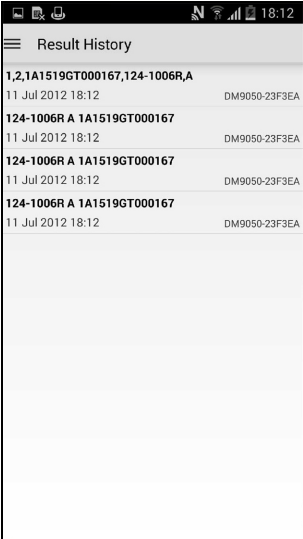 18:12
Result History
1,2,1A1519GT000167,124-1006R,A
11 Jul 2012 18:12 DM9050-23F3EA
124-1006R A 1A1519GT000167
11 Jul 2012 18:12 DM9050-23F3EA
124-1006R A 1A1519GT000167
11 Jul 2012 18:12 DM9050-23F3EA
124-1006R A 1A1519GT000167
11 Jul 2012 18:12 DM9050-23F3EA